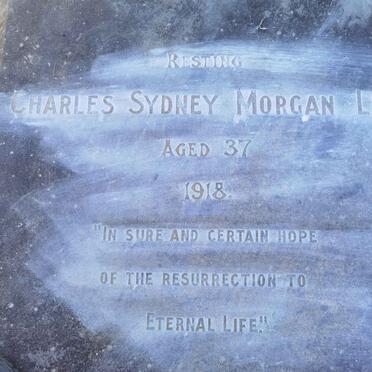 RESTING
CHARLES SYDNEY MORGAN L
AGED 37
1918.
"IN SURE AND CERTAIN HOPE
OF THE RESURRECTION TO
ETERNAL LIFE."